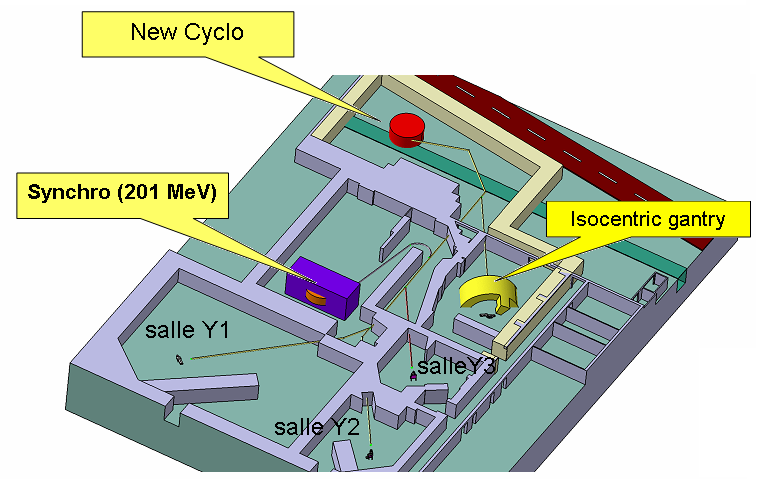 New Cyclo
Synchro (201 MeV)
Isocentric gantry
salle Y1
salleY3
salle Y2